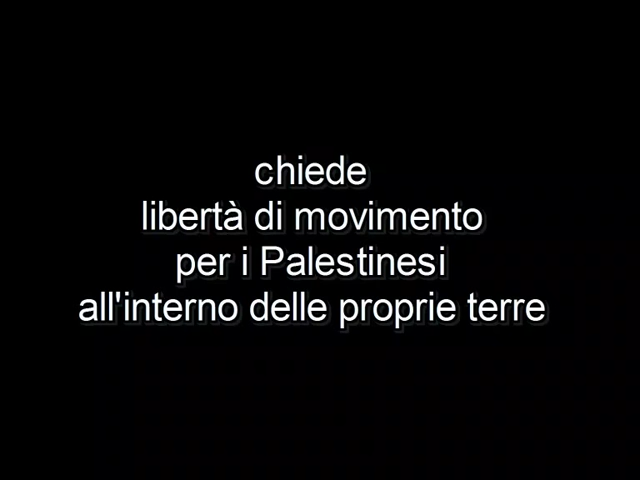 chiede
libertà di movimento
per i Palestinesi
all'interno delle proprie terre